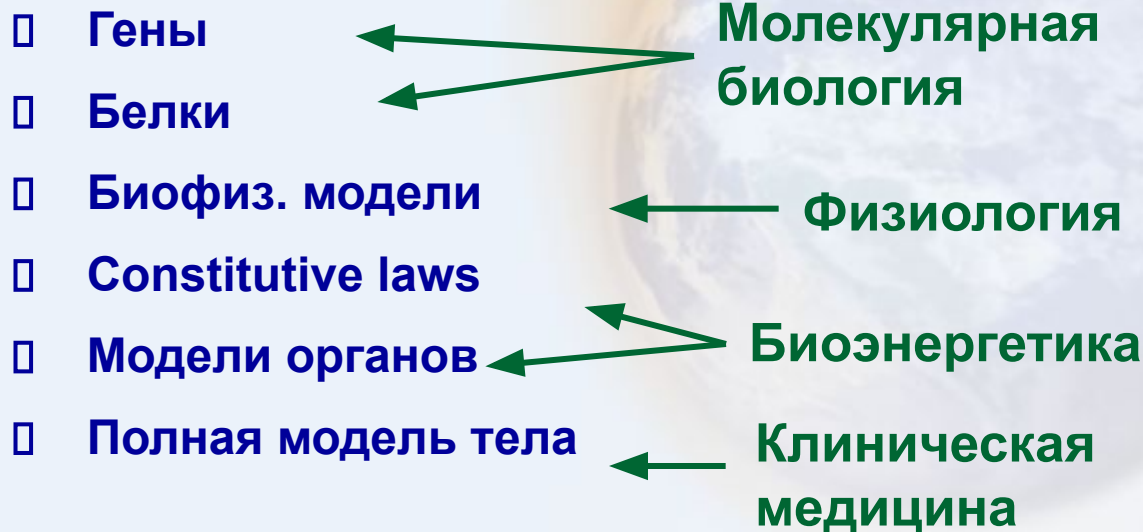 Гены
Белки
Биофиз. модели
Constitutive laws
Модели органов
Полная модель тела
Молекулярная
биология
Физиология
Биоэнергетика
Клиническая
медицина